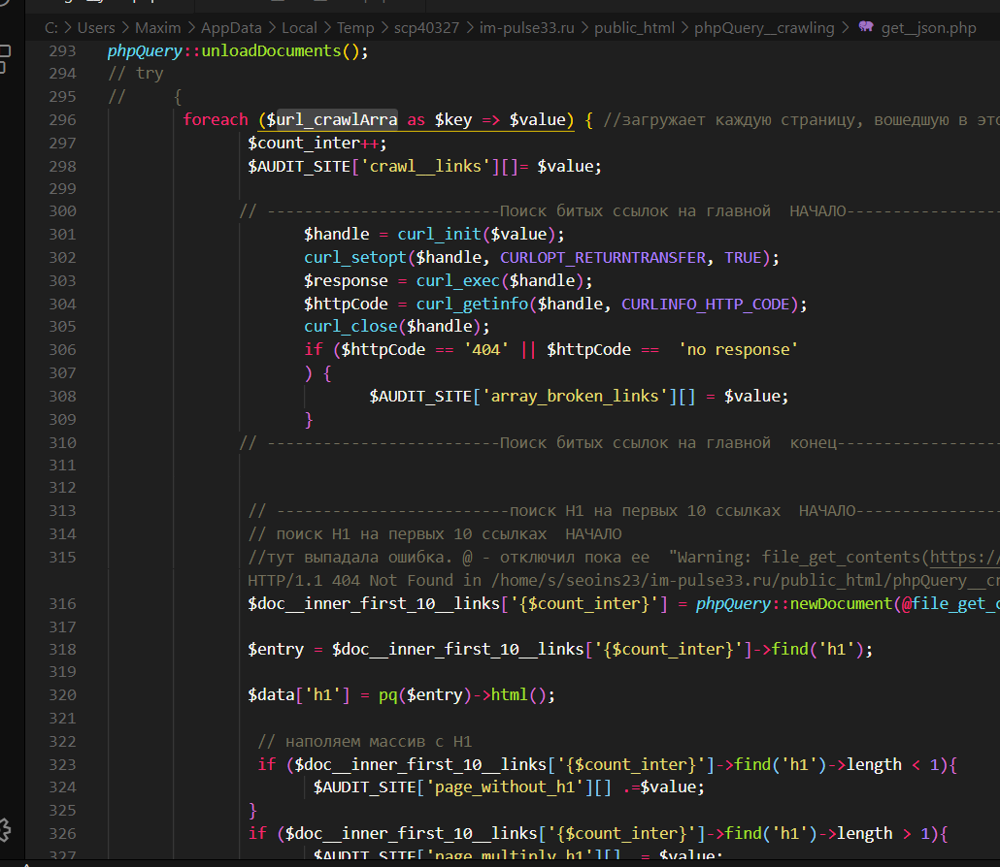 C: > Users > Maxim > AppData > Local > Temp > scp40327 > im-pulse33.ru > public_html > phpQuery__crawling > get__json.php
293 phpQuery::unloadDocuments();
294 // try
295 // {
296 foreach ($url_crawlArra as $key => $value) { //загружает каждую страницу, вошедшую в это
297 $count_inter++;
298 $AUDIT_SITE['crawl__links'][]= $value;
299
300 // -------------------------Поиск битых ссылок на главной  НАЧАЛО-----------------
301 $handle = curl_init($value);
302 curl_setopt($handle, CURLOPT_RETURNTRANSFER, TRUE);
303 $response = curl_exec($handle);
304 $httpCode = curl_getinfo($handle, CURLINFO_HTTP_CODE);
305 curl_close($handle);
306 if ($httpCode == '404' || $httpCode ==  'no response'
307 ) {
308 $AUDIT_SITE['array_broken_links'][] = $value;
309 }
310 // -------------------------Поиск битых ссылок на главной  конец------------------
311
312
313 // -------------------------поиск H1 на первых 10 ссылках  НАЧАЛО----------------
314 // поиск H1 на первых 10 ссылках  НАЧАЛО
315 //тут выпадала ошибка. @ - отключил пока ее  "Warning: file_get_contents(https://
HTTP/1.1 404 Not Found in /home/s/seoins23/im-pulse33.ru/public_html/phpQuery__cr
316 $doc__inner_first_10__links['{$count_inter}'] = phpQuery::newDocument(@file_get_c
317
318 $entry = $doc__inner_first_10__links['{$count_inter}']->find('h1');
319
320 $data['h1'] = pq($entry)->html();
321
322 // наполяем массив с H1
323 if ($doc__inner_first_10__links['{$count_inter}']->find('h1')->length < 1){
324 $AUDIT_SITE['page_without_h1'][] .=$value;
325 }
326 if ($doc__inner_first_10__links['{$count_inter}']->find('h1')->length > 1){
327 $AUDIT_SITE['page_multiply_h1'][] .= $value;